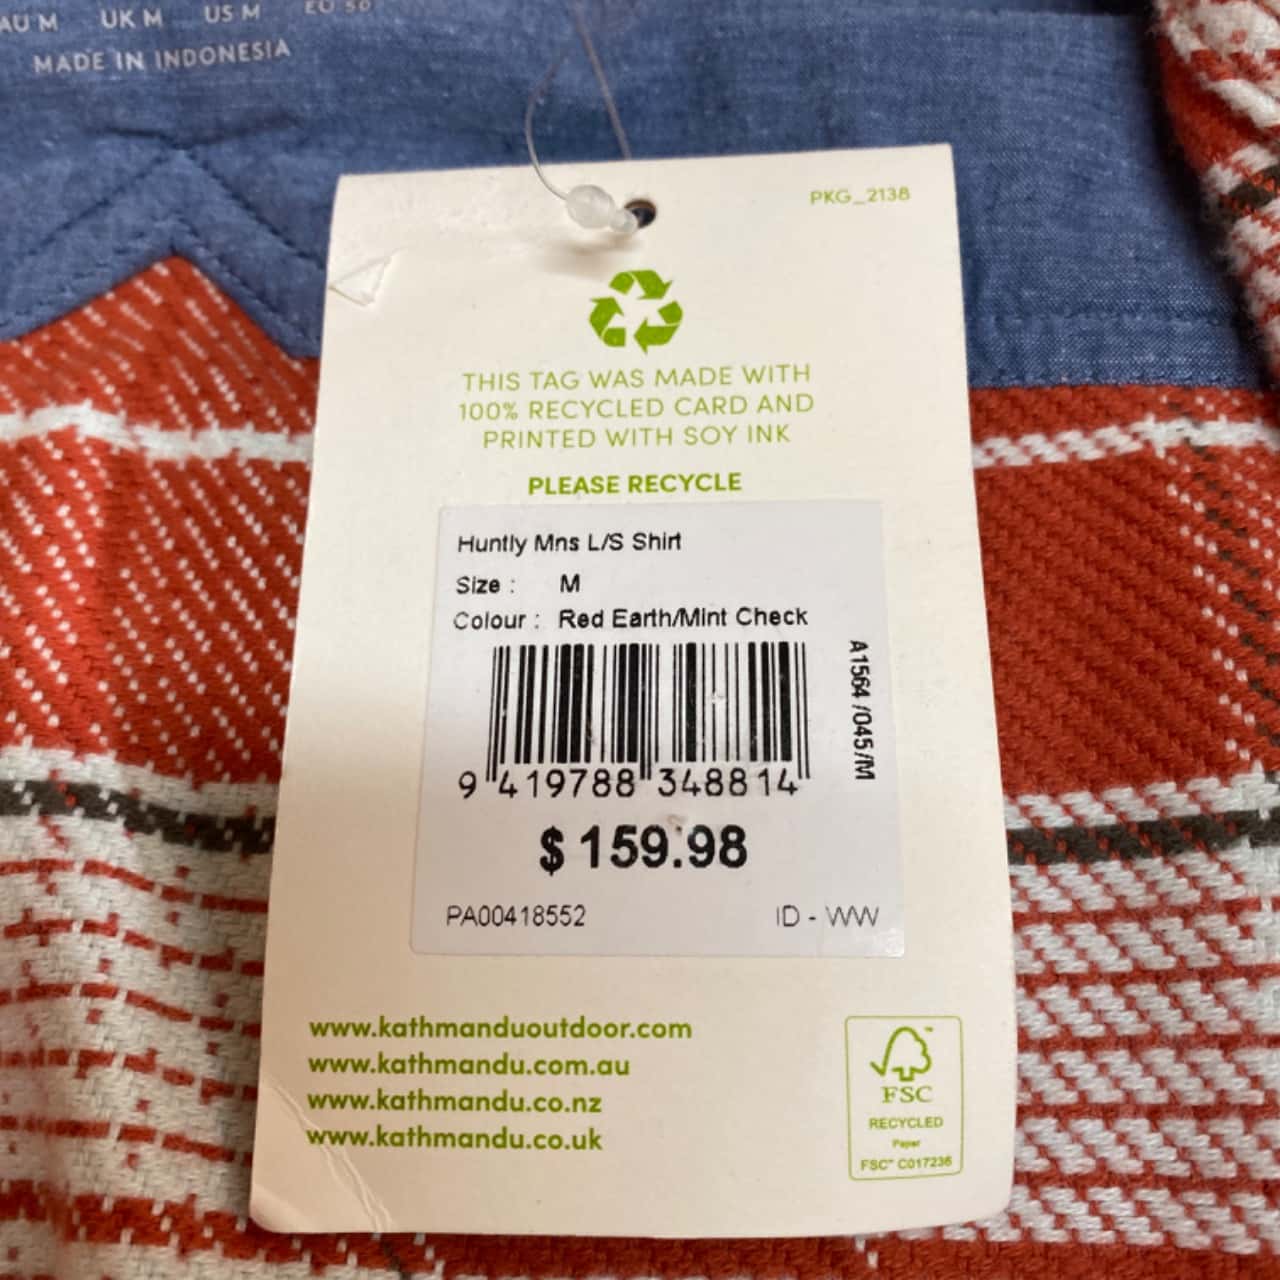 AU M UK M US M EU 50
MADE IN INDONESIA
PKG_2138
THIS TAG WAS MADE WITH
100% RECYCLED CARD AND
PRINTED WITH SOY INK
PLEASE RECYCLE
Huntly Mns L/S Shirt
Size : M
Colour : Red Earth/Mint Check
A1564 /045/M
9 419788 348814
$ 159.98
PA00418552 ID - WW
www.kathmanduoutdoor.com
www.kathmandu.com.au
www.kathmandu.co.nz
www.kathmandu.co.uk
FSC
RECYCLED
Paper
FSC™ C017236